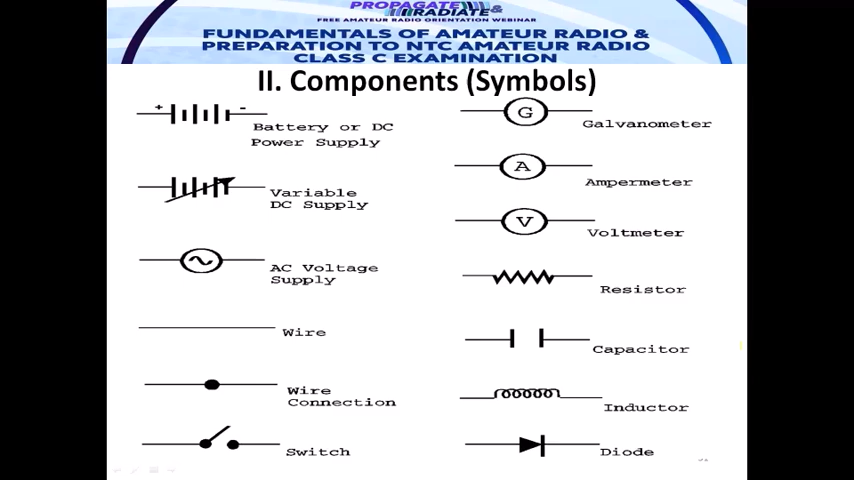 PROPAGATE &
RADIATE
FREE AMATEUR RADIO ORIENTATION WEBINAR
FUNDAMENTALS OF AMATEUR RADIO &
PREPARATION TO NTC AMATEUR RADIO
CLASS C EXAMINATION
II. Components (Symbols)
+ -
Battery or DC
Power Supply
Variable
DC Supply
AC Voltage
Supply
Wire
Wire
Connection
Switch
G
Galvanometer
A
Ampermeter
V
Voltmeter
Resistor
Capacitor
Inductor
Diode